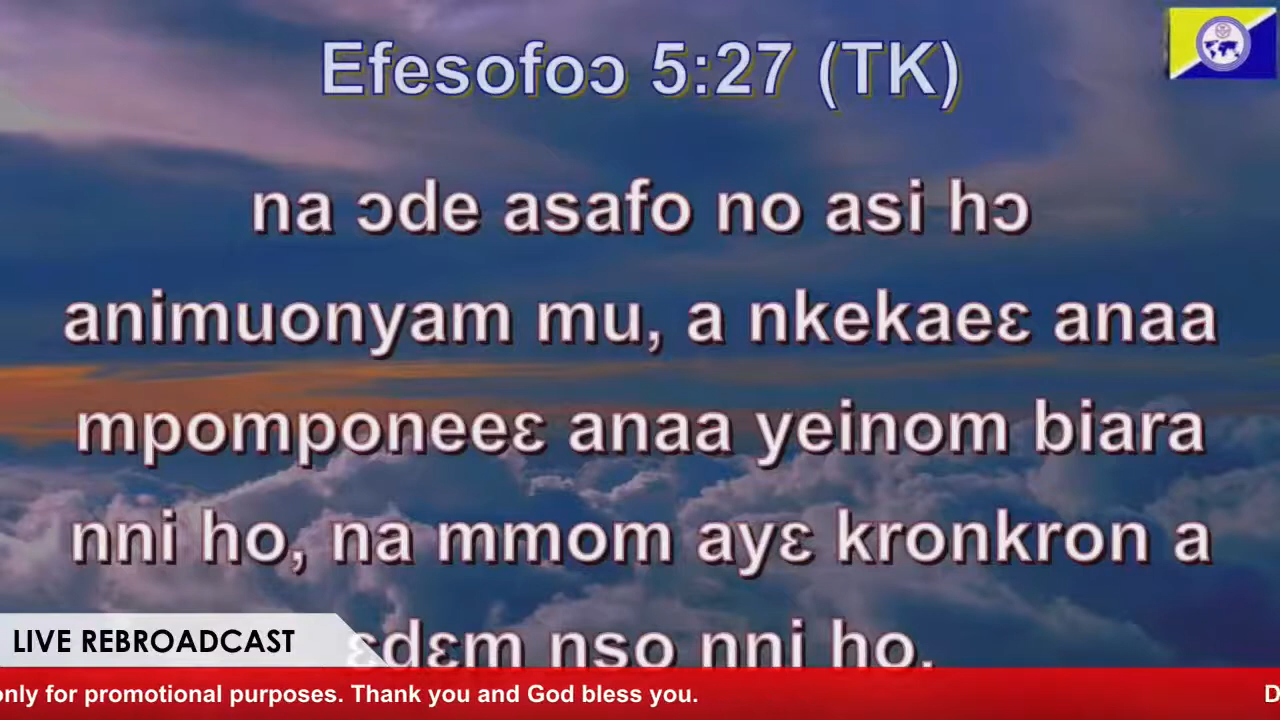 Efesofoɔ 5:27 (TK)
na ɔde asafo no asi hɔ
animuonyam mu, a nkekaeɛ anaa
mpomponeeɛ anaa yeinom biara
nni ho, na mmom ayɛ kronkron a
ɛdɛm nso nni ho.
LIVE REBROADCAST
only for promotional purposes. Thank you and God bless you. D